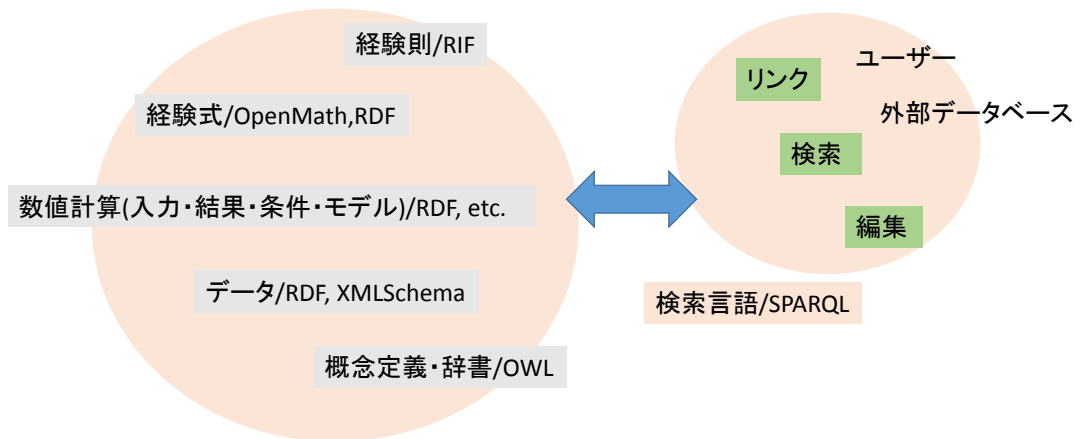 経験則/RIF
経験式/OpenMath,RDF
数値計算(入力・結果・条件・モデル)/RDF, etc.
データ/RDF, XMLSchema
概念定義・辞書/OWL
ユーザー
リンク
外部データベース
検索
編集
検索言語/SPARQL